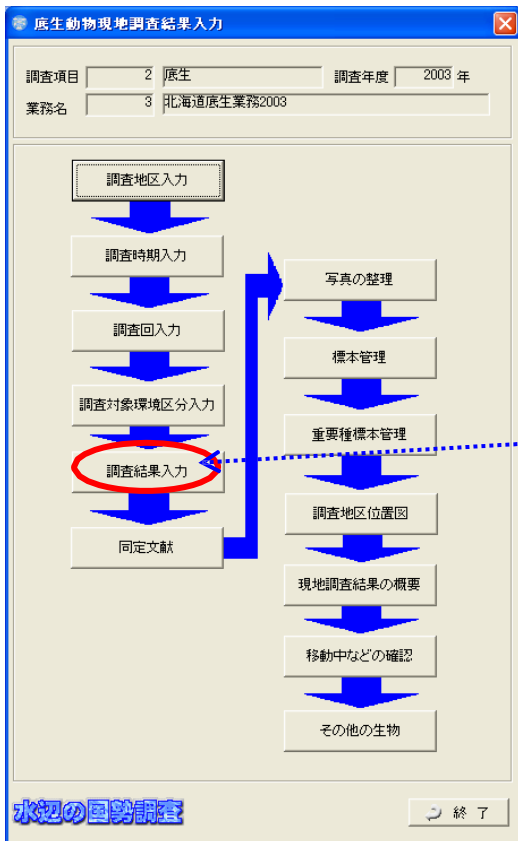 底生動物現地調査結果入力
調査項目 2 底生 調査年度 2003 年
業務名 3 北海道底生業務2003
調査地区入力
調査時期入力
調査回入力
調査対象環境区分入力
調査結果入力
同定文献
写真の整理
標本管理
重要種標本管理
調査地区位置図
現地調査結果の概要
移動中などの確認
その他の生物
水辺の国勢調査
終了